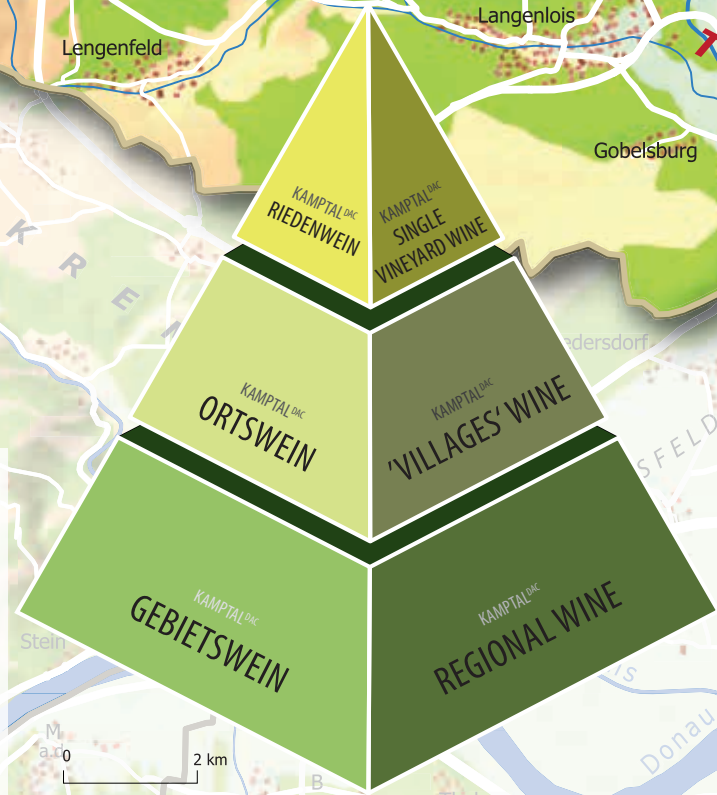 Langenlois
Lengenfeld
Gobelsburg
KAMPTAL DAC
RIEDENWEIN
KAMPTAL DAC
SINGLE
VINEYARD WINE
K R E M
edersdorf
KAMPTAL DAC
ORTSWEIN
KAMPTAL DAC
'VILLAGES' WINE
SFELD
KAMPTAL DAC
GEBIETSWEIN
KAMPTAL DAC
REGIONAL WINE
Stein
Donau
M
a.d.
0 2 km
B